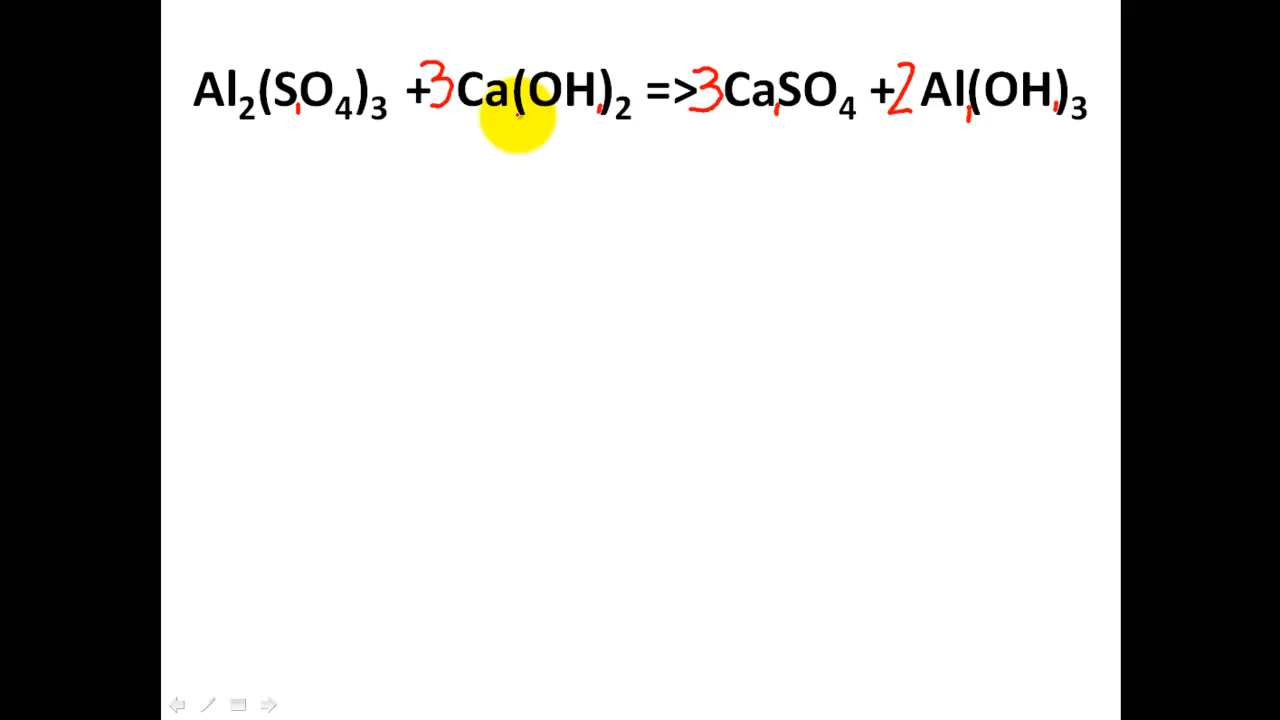 Al₂(SO₄)₃ +3Ca(OH)₂ =>3CaSO₄ +2Al(OH)₃